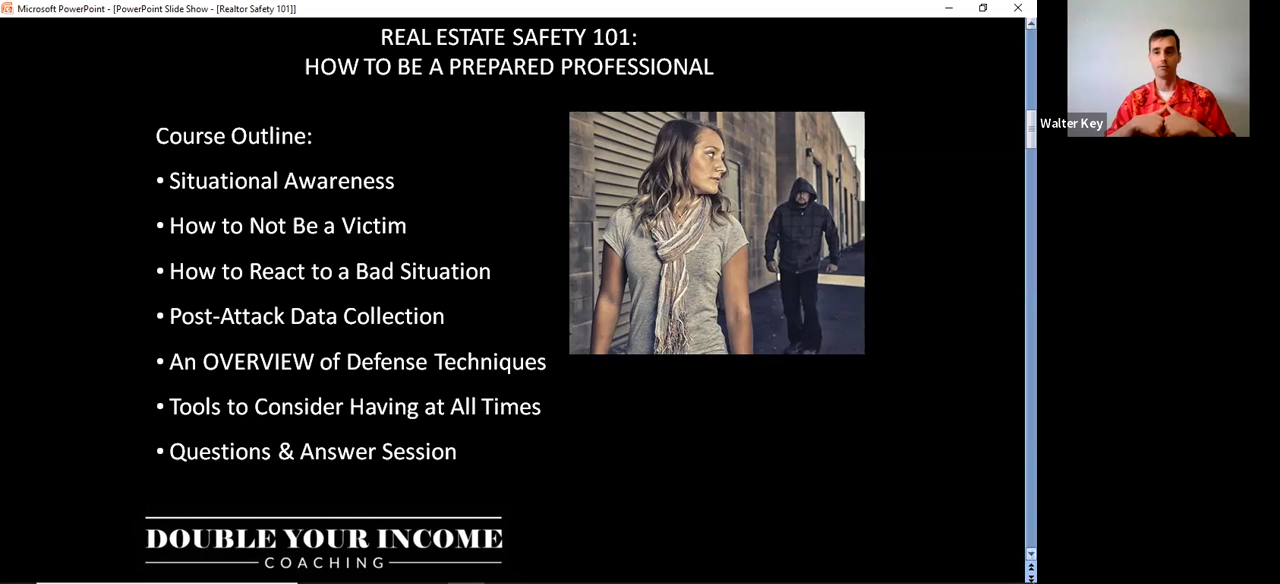 Microsoft PowerPoint - [PowerPoint Slide Show - [Realtor Safety 101]]
REAL ESTATE SAFETY 101:
HOW TO BE A PREPARED PROFESSIONAL
Course Outline:
• Situational Awareness
• How to Not Be a Victim
• How to React to a Bad Situation
• Post-Attack Data Collection
• An OVERVIEW of Defense Techniques
• Tools to Consider Having at All Times
• Questions & Answer Session
DOUBLE YOUR INCOME
COACHING
Walter Key